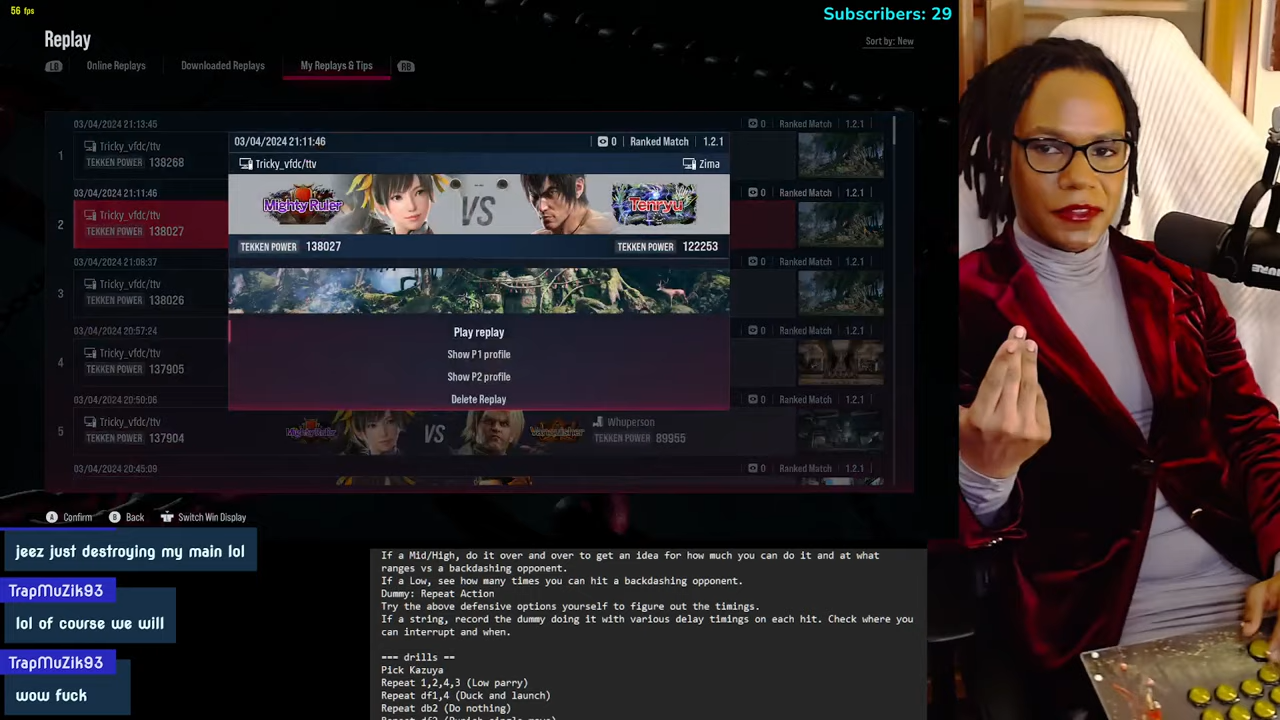 56 fps
Subscribers: 29
Replay
Sort by: New
LB Online Replays Downloaded Replays My Replays & Tips RB
03/04/2024 21:13:45 0 Ranked Match 1.2.1
1 Tricky_vfdc/ttv
TEKKEN POWER 138268
03/04/2024 21:11:46 0 Ranked Match 1.2.1
Tricky_vfdc/ttv Zima
Mighty Ruler VS Tenryu
TEKKEN POWER 138027 TEKKEN POWER 122253
Play replay
Show P1 profile
Show P2 profile
Delete Replay
03/04/2024 21:11:46 0 Ranked Match 1.2.1
2 Tricky_vfdc/ttv
TEKKEN POWER 138027
03/04/2024 21:08:37 0 Ranked Match 1.2.1
3 Tricky_vfdc/ttv
TEKKEN POWER 138026
03/04/2024 20:57:24 0 Ranked Match 1.2.1
4 Tricky_vfdc/ttv
TEKKEN POWER 137905
03/04/2024 20:50:06 0 Ranked Match 1.2.1
5 Tricky_vfdc/ttv Mighty Ruler VS Vanquisher Whuperson
TEKKEN POWER 137904 TEKKEN POWER 89955
03/04/2024 20:45:09 0 Ranked Match 1.2.1
A Confirm B Back Switch Win Display
jeez just destroying my main lol
TrapMuZik93
lol of course we will
TrapMuZik93
wow fuck
If a Mid/High, do it over and over to get an idea for how much you can do it and at what
ranges vs a backdashing opponent.
If a Low, see how many times you can hit a backdashing opponent.
Dummy: Repeat Action
Try the above defensive options yourself to figure out the timings.
If a string, record the dummy doing it with various delay timings on each hit. Check where you
can interrupt and when.
--- drills --
Pick Kazuya
Repeat 1,2,4,3 (Low parry)
Repeat df1,4 (Duck and launch)
Repeat db2 (Do nothing)